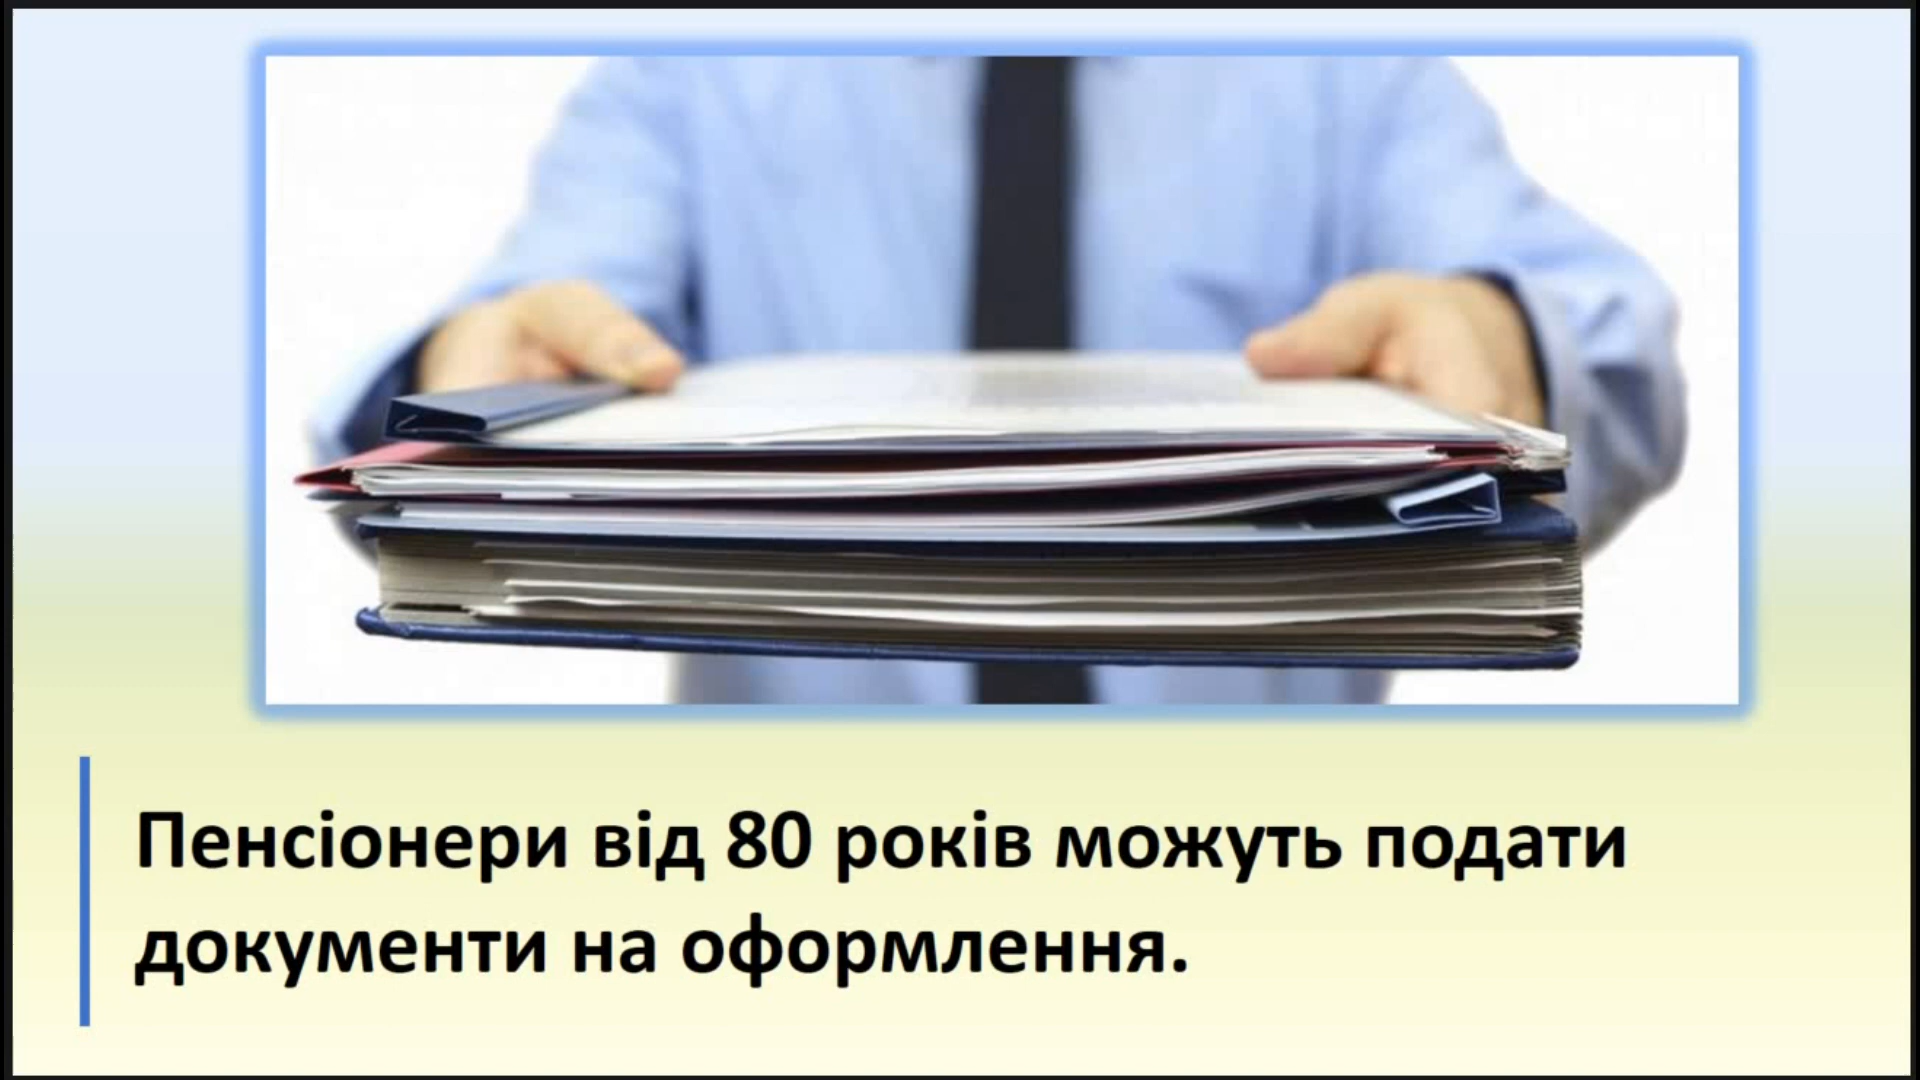 Пенсіонери від 80 років можуть подати
документи на оформлення.